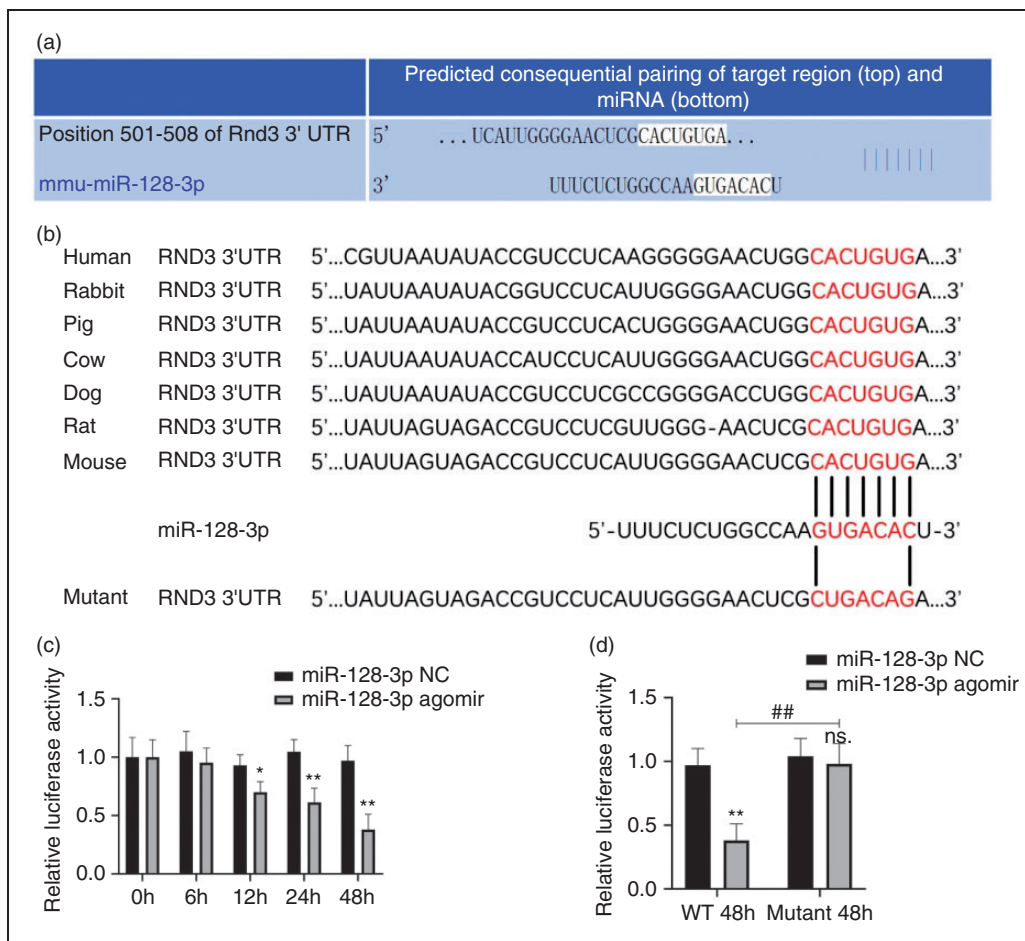 (a)
Predicted consequential pairing of target region (top) and
miRNA (bottom)
Position 501-508 of Rnd3 3' UTR 5' ...UCAUUGGGGAACUCGCACUGUGA...
mmu-miR-128-3p 3' UUUCUCUGGCCAAGUGACACU
(b)
Human RND3 3'UTR 5'...CGUUAAUAUACCGUCCUCAAGGGGGAACUGGCACUGUGA...3'
Rabbit RND3 3'UTR 5'...UAUUAAUAUACGGUCCUCAUUGGGGAACUGGCACUGUGA...3'
Pig RND3 3'UTR 5'...UAUUAAUAUACCGUCCUCACUGGGGAACUGGCACUGUGA...3'
Cow RND3 3'UTR 5'...UAUUAAUAUACCAUCCUCAUUGGGGAACUGGCACUGUGA...3'
Dog RND3 3'UTR 5'...UAUUAAUAUACCGUCCUCGCCGGGGACCUGGCACUGUGA...3'
Rat RND3 3'UTR 5'...UAUUAGUAGACCGUCCUCGUUGGG-AACUCGCACUGUGA...3'
Mouse RND3 3'UTR 5'...UAUUAGUAGACCGUCCUCAUUGGGGAACUCGCACUGUGA...3'
miR-128-3p 5'-UUUCUCUGGCCAAGUGACACU-3'
Mutant RND3 3'UTR 5'...UAUUAGUAGACCGUCCUCAUUGGGGAACUCGCUGACAGA...3'
(c)
miR-128-3p NC
miR-128-3p agomir
Relative luciferase activity
1.5
1.0
0.5
0.0
* ** **
0h 6h 12h 24h 48h
(d)
miR-128-3p NC
miR-128-3p agomir
Relative luciferase activity
1.5
1.0
0.5
0.0
##
ns.
**
WT 48h Mutant 48h